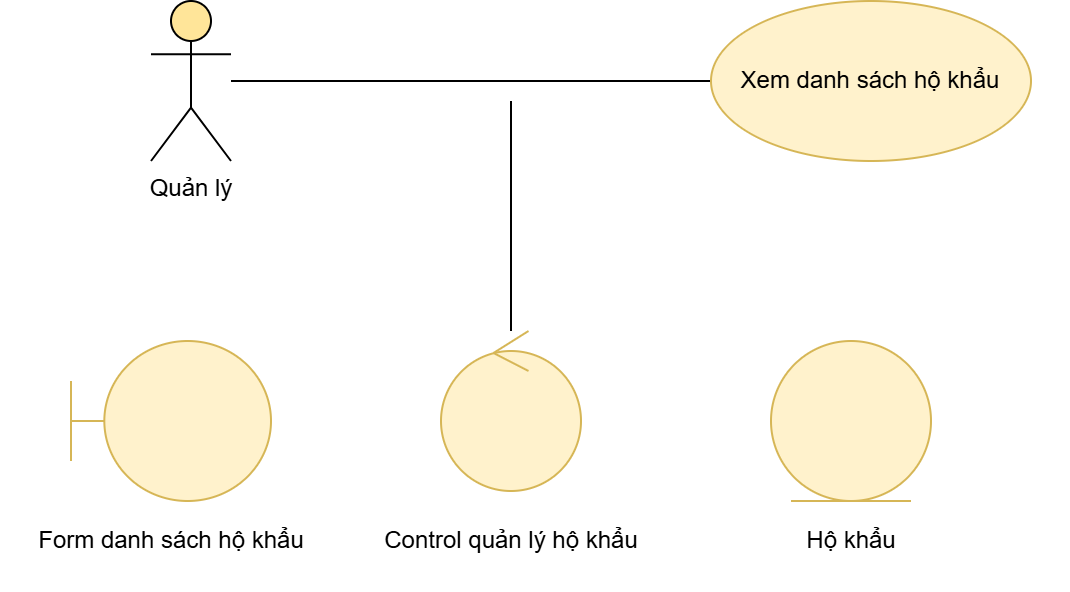 Xem danh sách hộ khẩu
Quản lý
Form danh sách hộ khẩu
Control quản lý hộ khẩu
Hộ khẩu